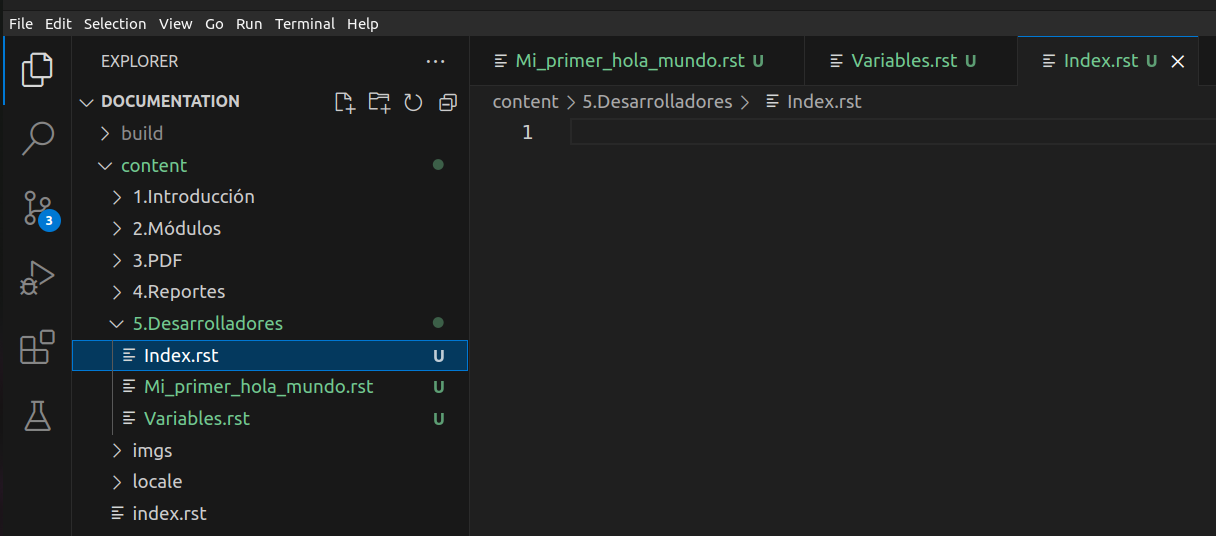 File Edit Selection View Go Run Terminal Help
EXPLORER ...
DOCUMENTATION
build
content
1.Introducción
2.Módulos
3
3.PDF
4.Reportes
5.Desarrolladores
Index.rst U
Mi_primer_hola_mundo.rst U
Variables.rst U
imgs
locale
index.rst
Mi_primer_hola_mundo.rst U Variables.rst U Index.rst U
content > 5.Desarrolladores > Index.rst
1